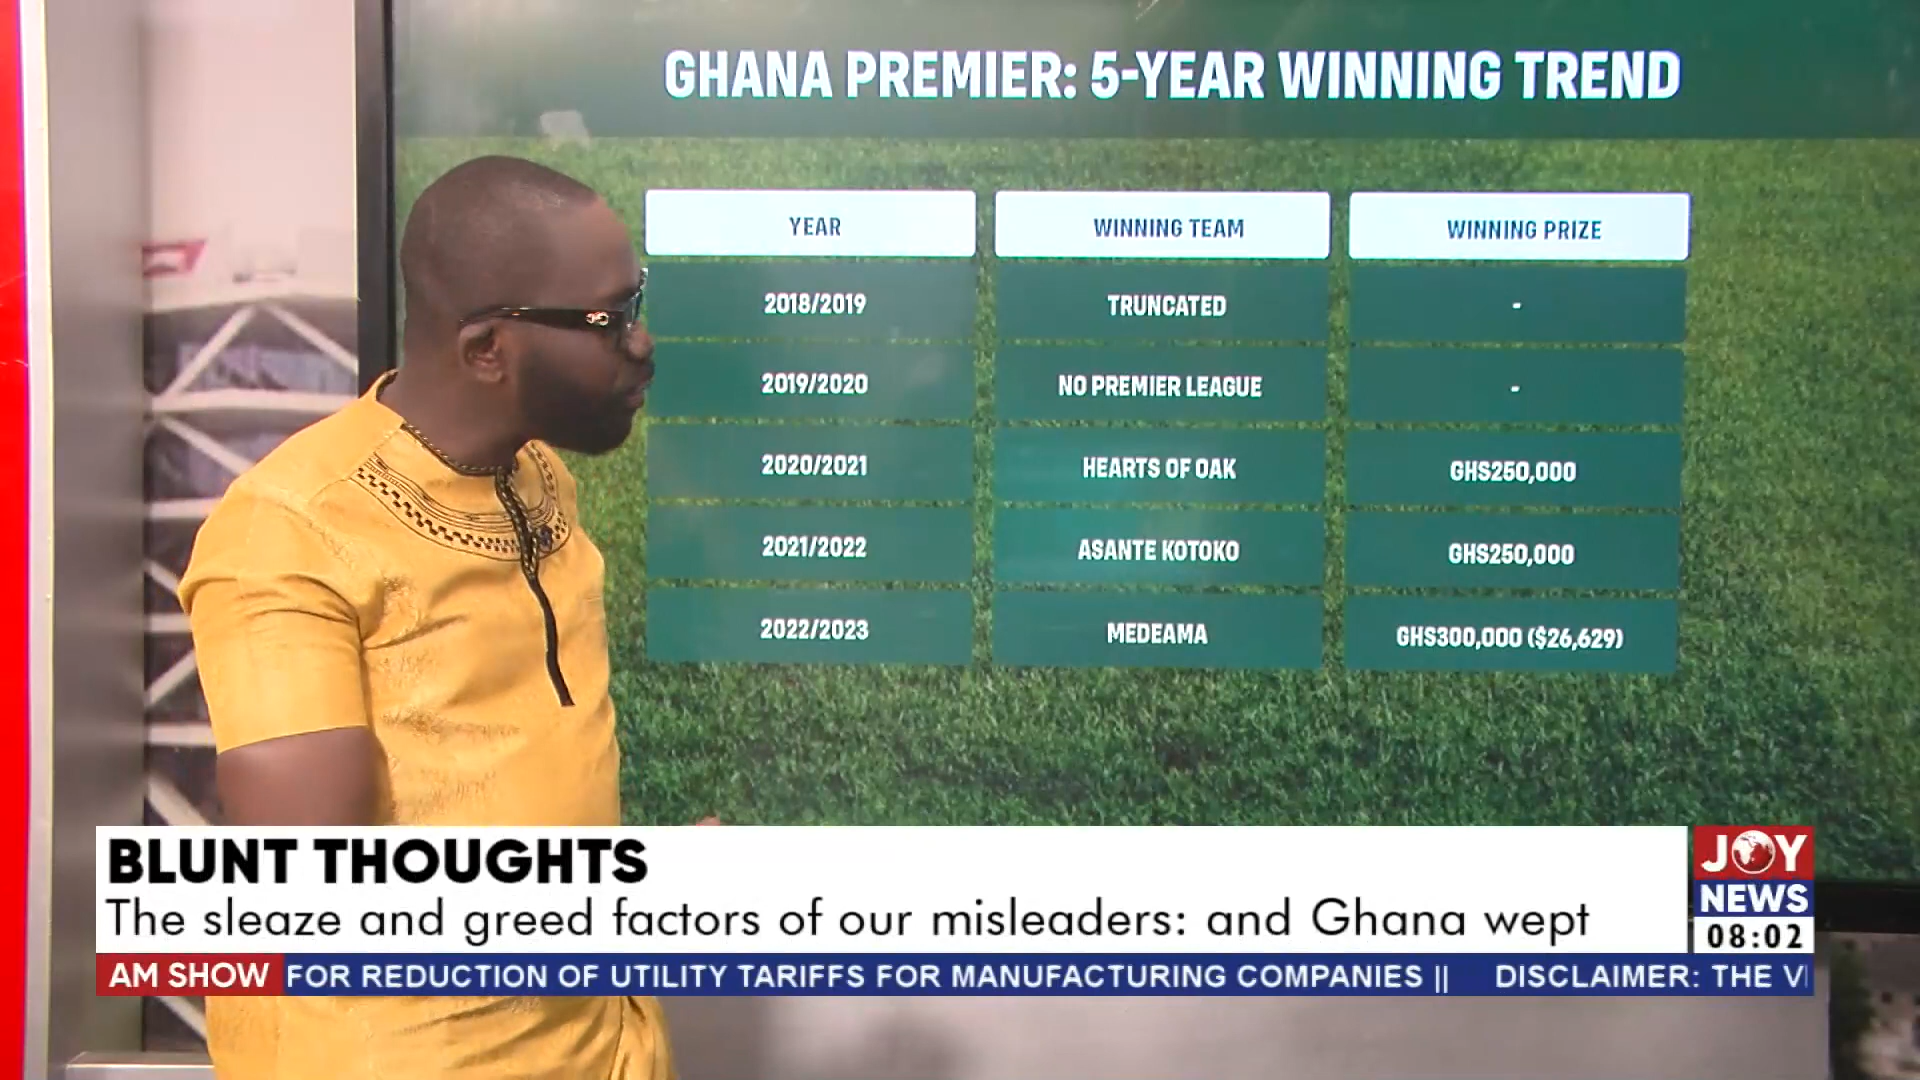 GHANA PREMIER: 5-YEAR WINNING TREND
YEAR WINNING TEAM WINNING PRIZE
2018/2019 TRUNCATED -
2019/2020 NO PREMIER LEAGUE -
2020/2021 HEARTS OF OAK GHS250,000
2021/2022 ASANTE KOTOKO GHS250,000
2022/2023 MEDEAMA GHS300,000 ($26,629)
BLUNT THOUGHTS
The sleaze and greed factors of our misleaders: and Ghana wept
JOY
NEWS
08:02
AM SHOW FOR REDUCTION OF UTILITY TARIFFS FOR MANUFACTURING COMPANIES || DISCLAIMER: THE VI